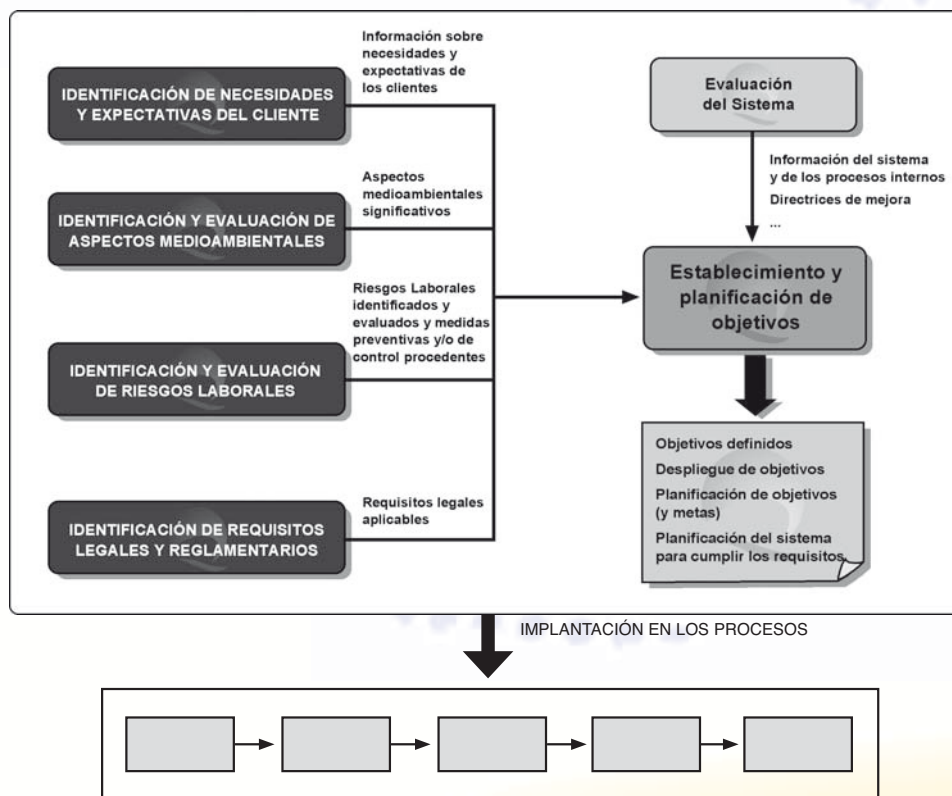 Información sobre
necesidades y
expectativas de
los clientes
IDENTIFICACIÓN DE NECESIDADES
Y EXPECTATIVAS DEL CLIENTE
Aspectos
medioambientales
significativos
IDENTIFICACIÓN Y EVALUACIÓN DE
ASPECTOS MEDIOAMBIENTALES
Riesgos Laborales
identificados y
evaluados y medidas
preventivas y/o de
control procedentes
IDENTIFICACIÓN Y EVALUACIÓN
DE RIESGOS LABORALES
Requisitos legales
aplicables
IDENTIFICACIÓN DE REQUISITOS
LEGALES Y REGLAMENTARIOS
Evaluación
del Sistema
Información del sistema
y de los procesos internos
Directrices de mejora
...
Establecimiento y
planificación de
objetivos
Objetivos definidos
Despliegue de objetivos
Planificación de objetivos
(y metas)
Planificación del sistema
para cumplir los requisitos
IMPLANTACIÓN EN LOS PROCESOS